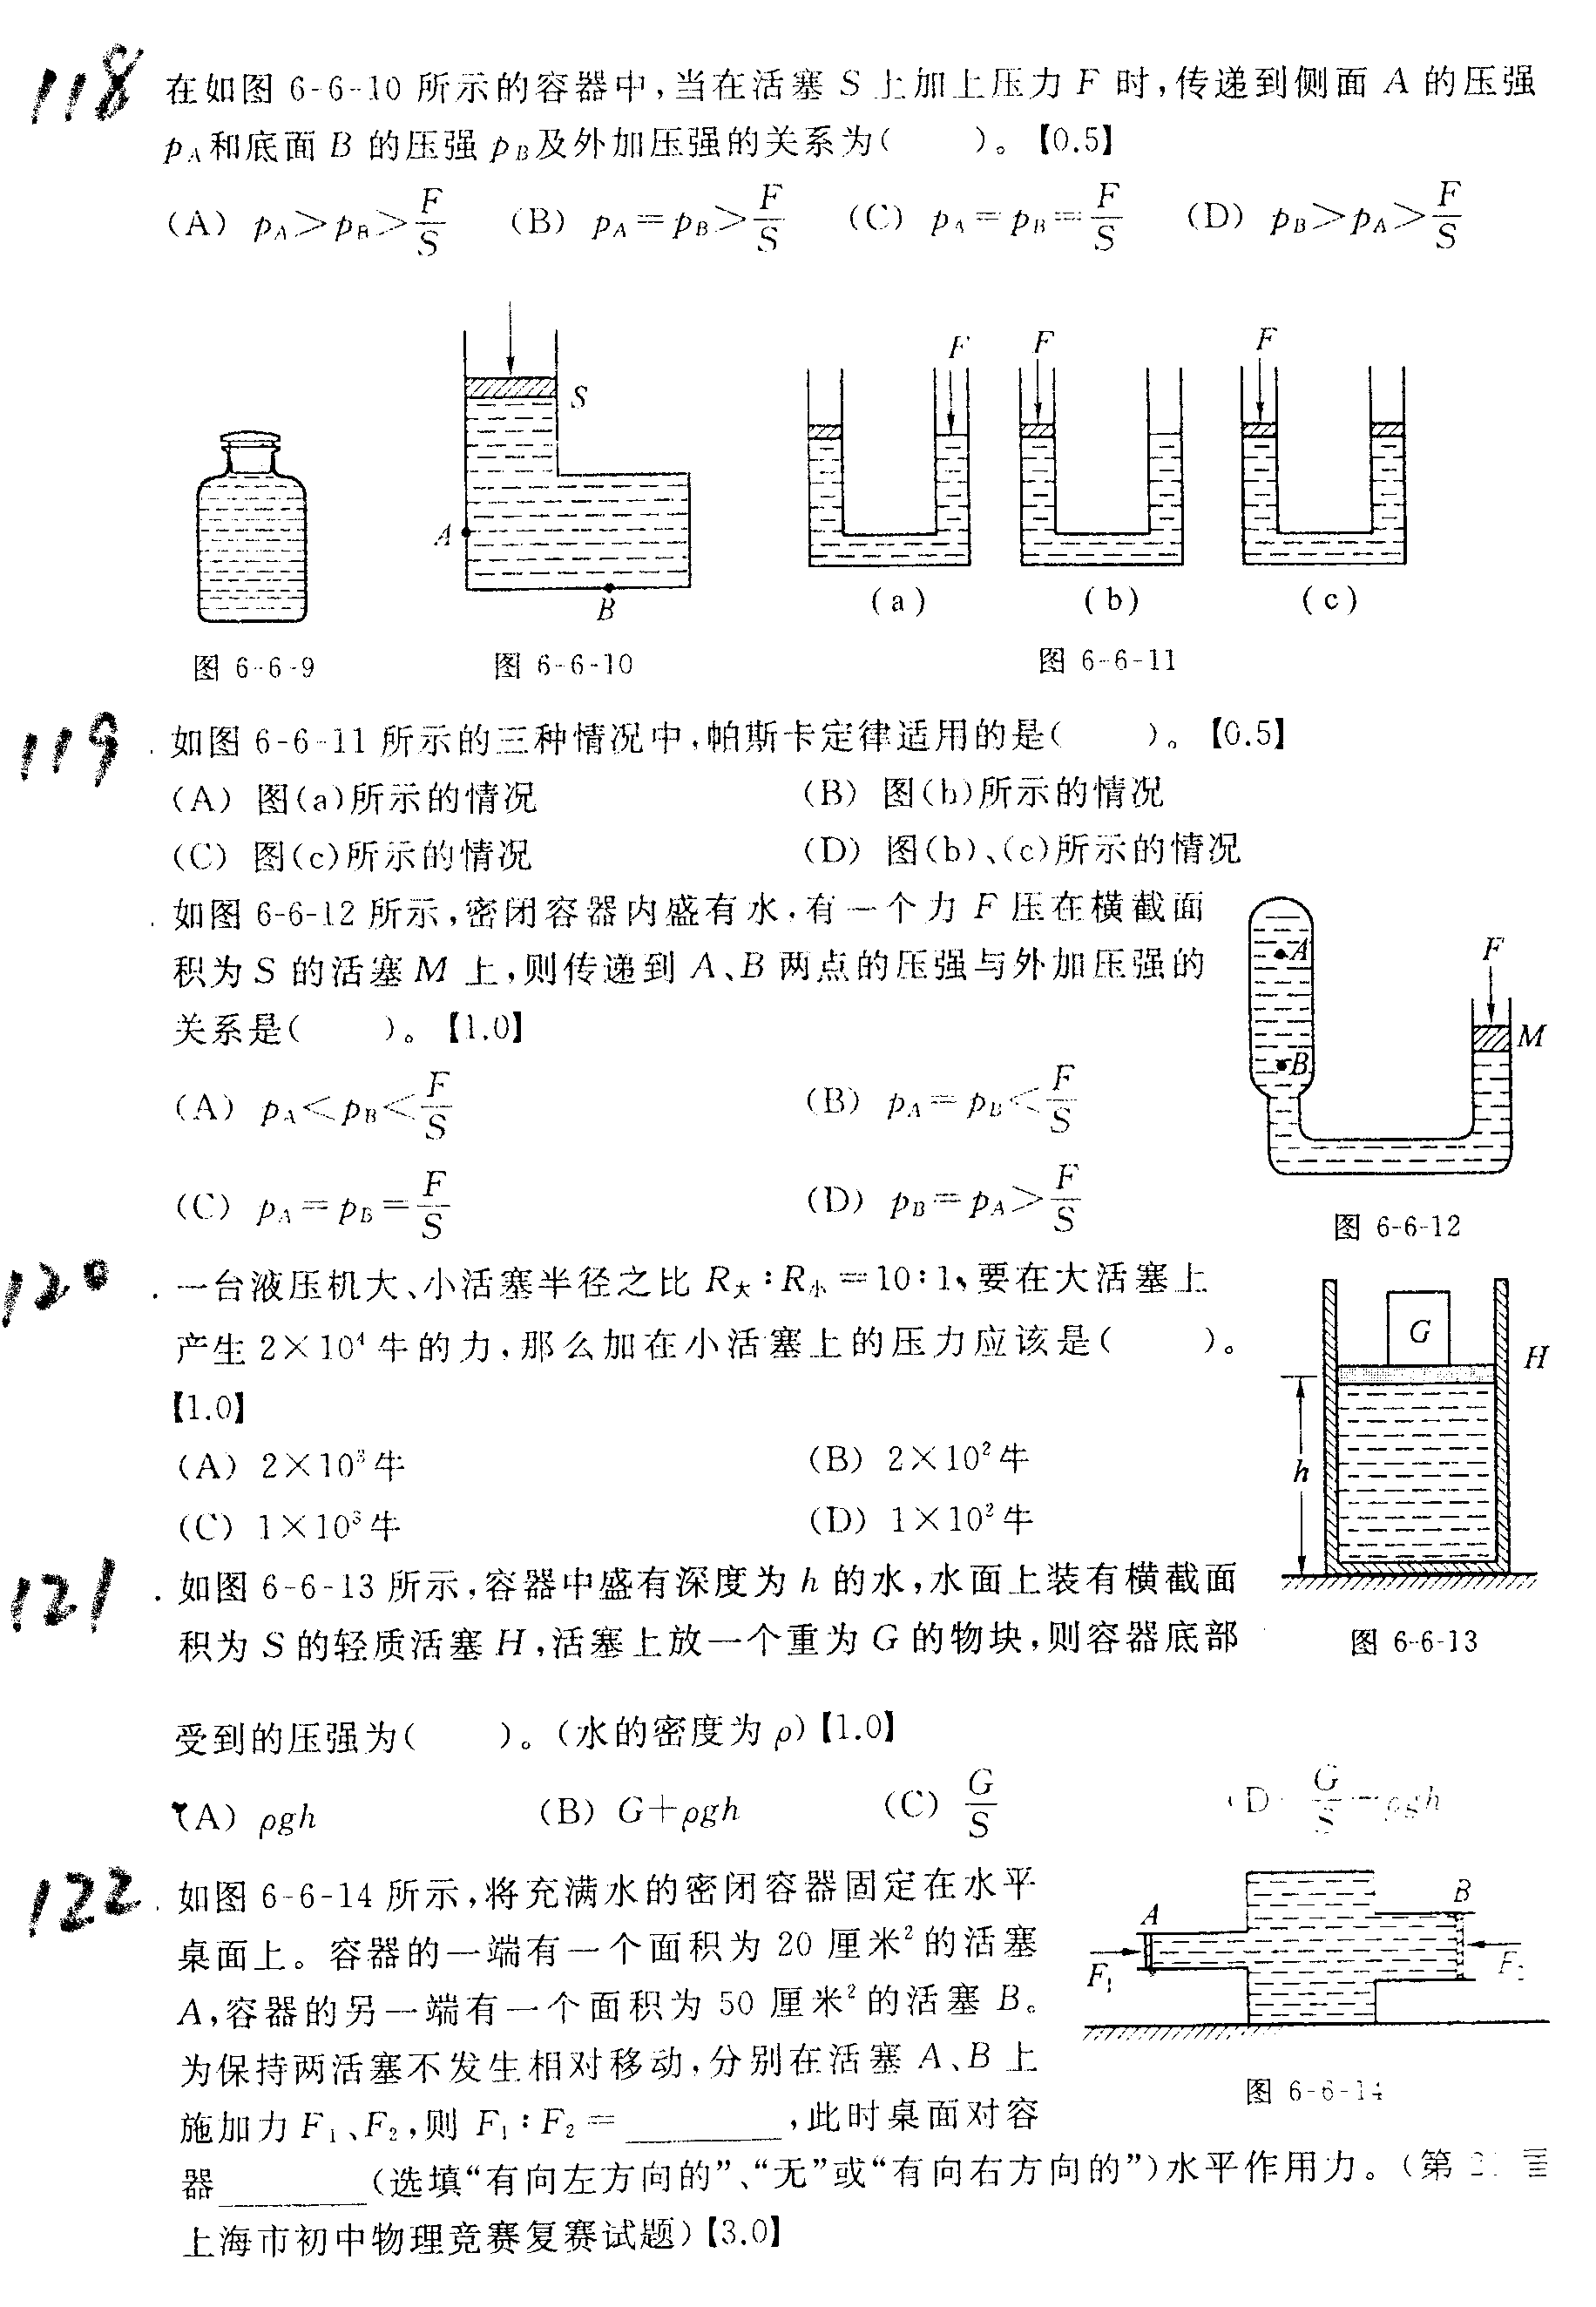 118 在如图 6-6-10 所示的容器中,当在活塞 S 上加上压力 F 时,传递到侧面 A 的压强
pA和底面 B 的压强 pB及外加压强的关系为(  )。【0.5】
(A) pA>pB>F/S (B) pA=pB>F/S (C) pA=pB=F/S (D) pB>pA>F/S
S
A
B
F F F
(a) (b) (c)
图 6-6-9 图 6-6-10 图 6-6-11
119. 如图 6-6-11 所示的三种情况中,帕斯卡定律适用的是(  )。【0.5】
(A) 图(a)所示的情况 (B) 图(b)所示的情况
(C) 图(c)所示的情况 (D) 图(b)、(c)所示的情况
. 如图 6-6-12 所示,密闭容器内盛有水,有一个力 F 压在横截面
积为 S 的活塞 M 上,则传递到 A、B 两点的压强与外加压强的
关系是(  )。【1.0】
(A) pA<pB<F/S (B) pA=pB<F/S
(C) pA=pB=F/S (D) pB=pA>F/S
A
F
M
B
图 6-6-12
120. 一台液压机大、小活塞半径之比 R大:R小=10:1,要在大活塞上
产生 2×10⁴ 牛的力,那么加在小活塞上的压力应该是(  )。
【1.0】
(A) 2×10³ 牛 (B) 2×10² 牛
(C) 1×10³ 牛 (D) 1×10² 牛
G
H
h
图 6-6-13
121. 如图 6-6-13 所示,容器中盛有深度为 h 的水,水面上装有横截面
积为 S 的轻质活塞 H,活塞上放一个重为 G 的物块,则容器底部
受到的压强为(  )。(水的密度为 ρ)【1.0】
(A) ρgh (B) G+ρgh (C) G/S (D) G/S ρgh
122. 如图 6-6-14 所示,将充满水的密闭容器固定在水平
桌面上。容器的一端有一个面积为 20 厘米² 的活塞
A,容器的另一端有一个面积为 50 厘米² 的活塞 B。
为保持两活塞不发生相对移动,分别在活塞 A、B 上
施加力 F₁、F₂,则 F₁:F₂=________,此时桌面对容
器________(选填“有向左方向的”、“无”或“有向右方向的”)水平作用力。(第
上海市初中物理竞赛复赛试题)【3.0】
A
B
F₁
F
图 6-6-14